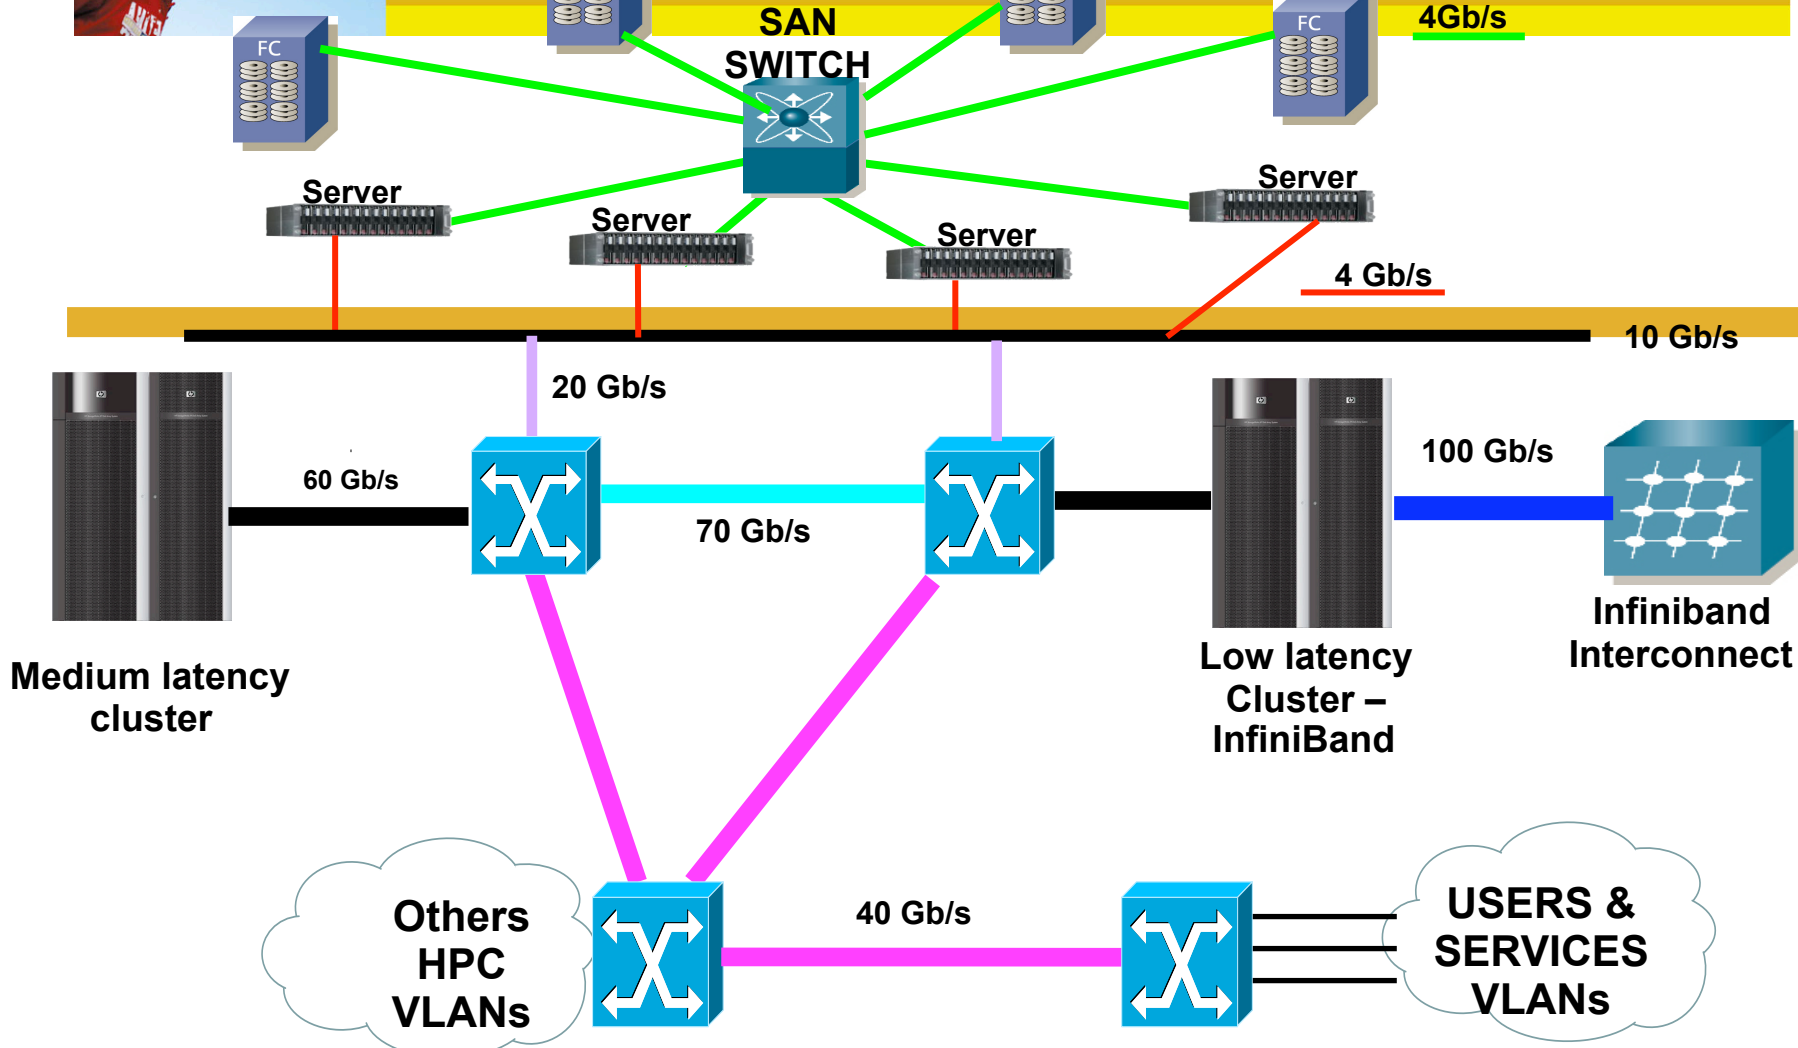 4Gb/s
SAN
SWITCH
FC
FC
Server
Server
Server
Server
4 Gb/s
10 Gb/s
20 Gb/s
60 Gb/s
70 Gb/s
100 Gb/s
Medium latency
cluster
Low latency
Cluster –
InfiniBand
Infiniband
Interconnect
Others
HPC
VLANs
40 Gb/s
USERS &
SERVICES
VLANs